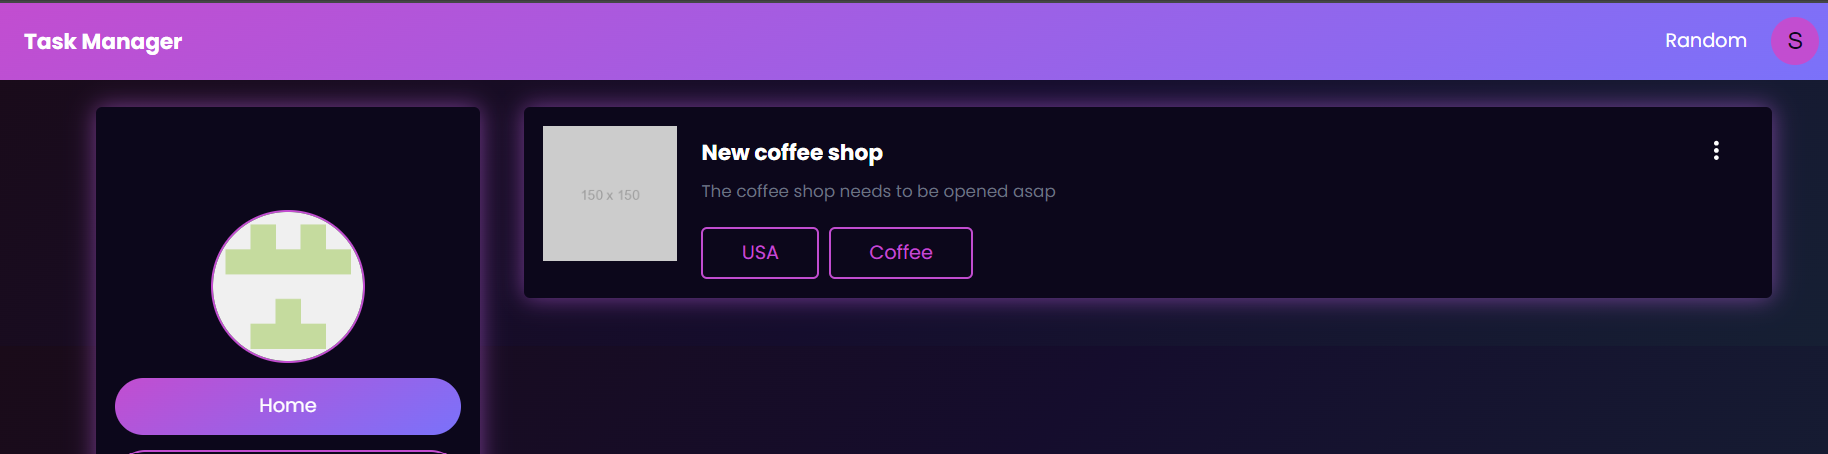 Task Manager
Random
S
150 x 150
New coffee shop
The coffee shop needs to be opened asap
USA
Coffee
Home